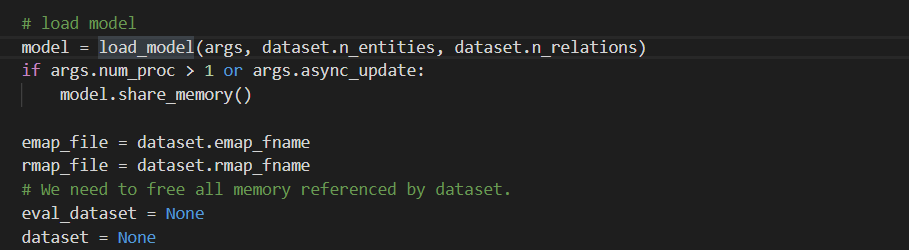 # load model
model = load_model(args, dataset.n_entities, dataset.n_relations)
if args.num_proc > 1 or args.async_update:
    model.share_memory()
emap_file = dataset.emap_fname
rmap_file = dataset.rmap_fname
# We need to free all memory referenced by dataset.
eval_dataset = None
dataset = None